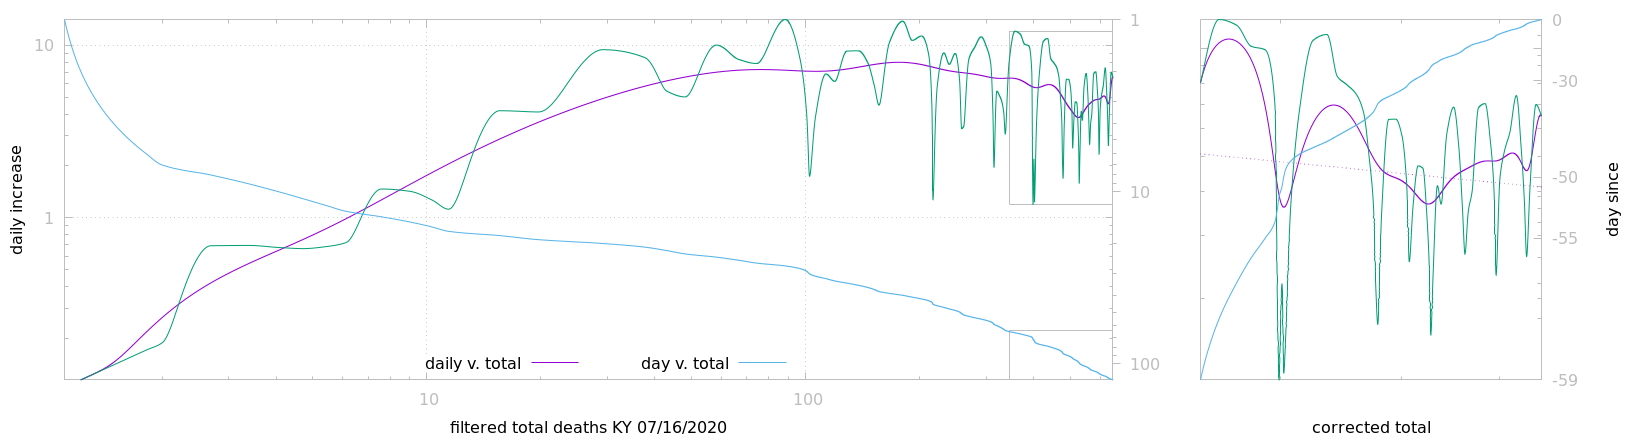 10
1
daily increase
daily v. total
day v. total
10
100
filtered total deaths KY 07/16/2020
1
10
100
0
-30
-50
-55
-59
day since
corrected total